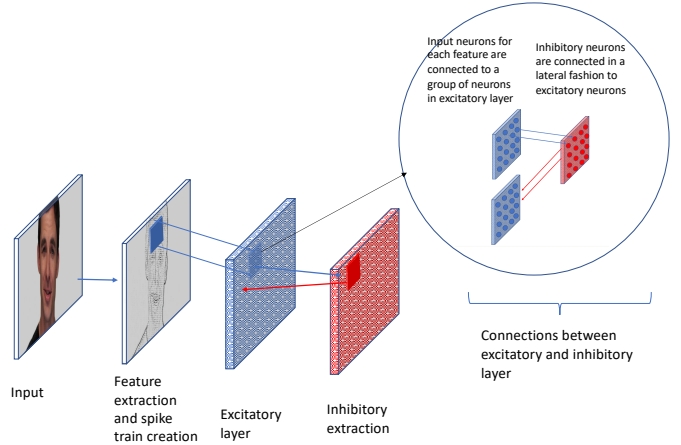 Input neurons for
each feature are
connected to a
group of neurons
in excitatory layer
Inhibitory neurons
are connected in a
lateral fashion to
excitatory neurons
Connections between
excitatory and inhibitory
layer
Input
Feature
extraction
and spike
train creation
Excitatory
layer
Inhibitory
extraction